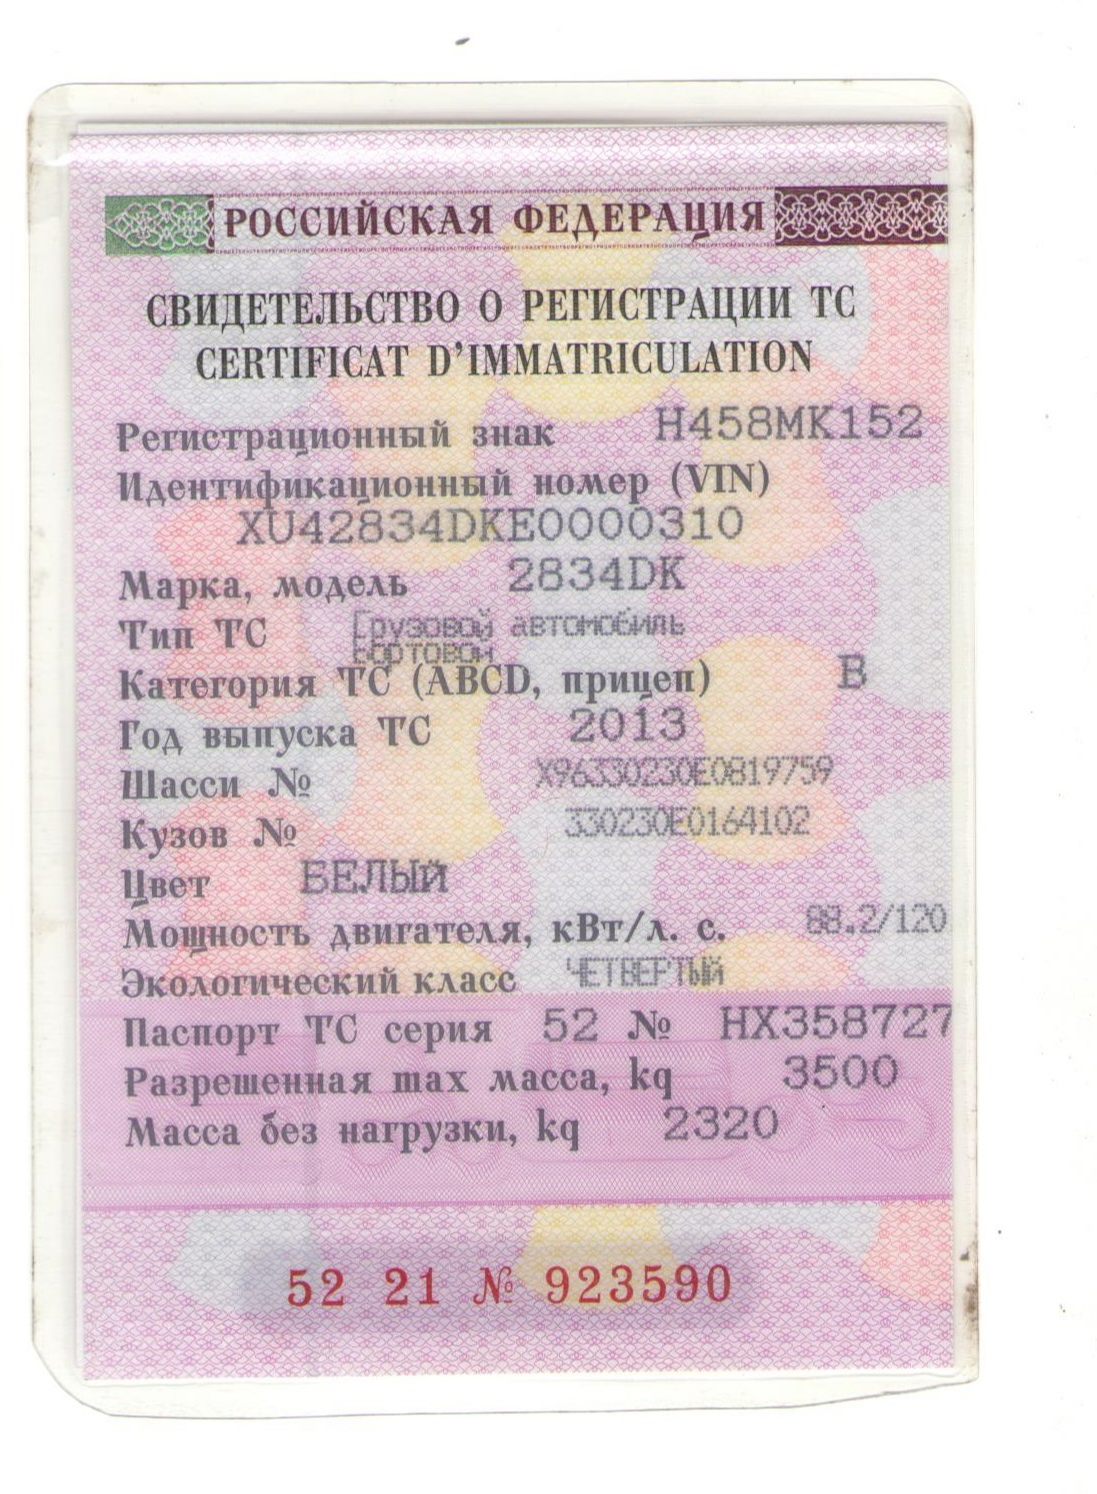 РОССИЙСКАЯ ФЕДЕРАЦИЯ
СВИДЕТЕЛЬСТВО О РЕГИСТРАЦИИ ТС
CERTIFICAT D'IMMATRICULATION
Регистрационный знак Н458МК152
Идентификационный номер (VIN)
XU42834DKE0000310
Марка, модель 2834DK
Тип ТС Грузовой автомобиль
бортовой
Категория ТС (ABCD, прицеп) В
Год выпуска ТС 2013
Шасси № X96330230E0819759
Кузов № 330230E0164102
Цвет БЕЛЫЙ
Мощность двигателя, кВт/л. с. 88.2/120
Экологический класс ЧЕТВЕРТЫЙ
Паспорт ТС серия 52 № НХ358727
Разрешенная max масса, kg 3500
Масса без нагрузки, kg 2320
52 21 № 923590